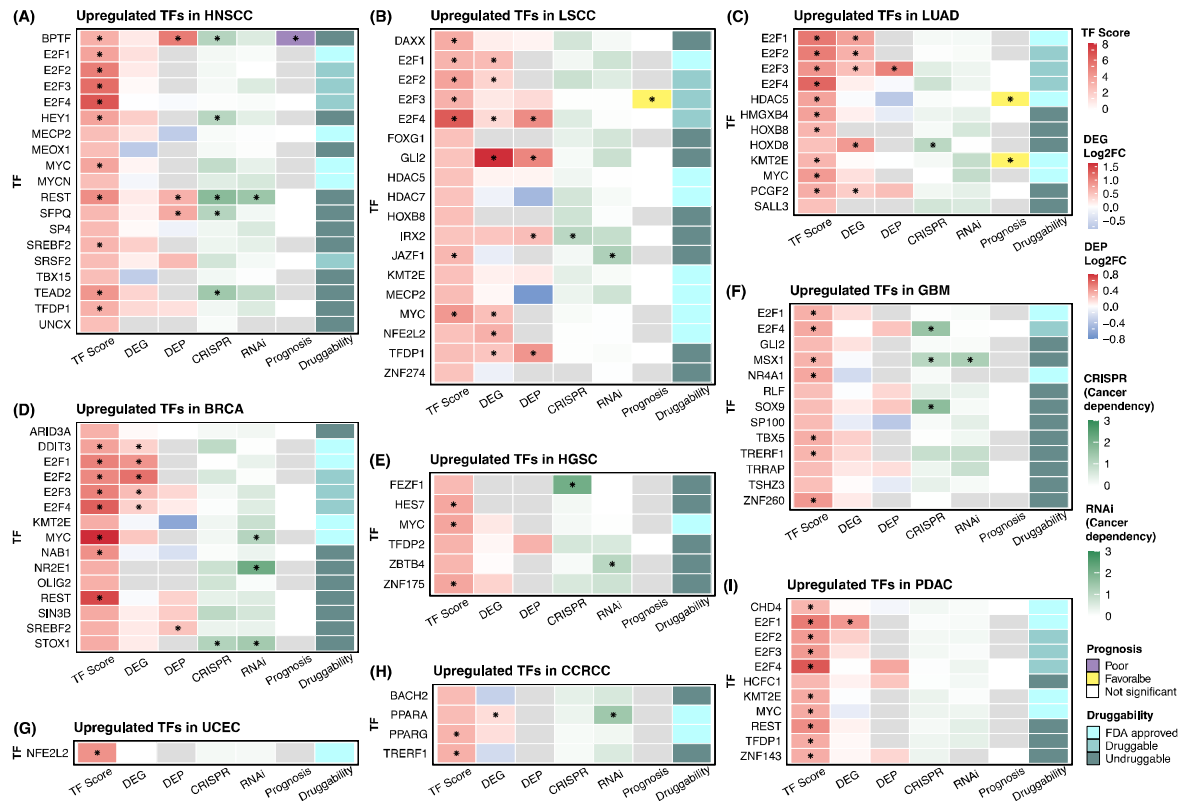 (A) Upregulated TFs in HNSCC
BPTF
E2F1
E2F2
E2F3
E2F4
HEY1
MECP2
MEOX1
MYC
MYCN
REST
SFPQ
SP4
SREBF2
SRSF2
TBX15
TEAD2
TFDP1
UNCX
TF
TF Score DEG DEP CRISPR RNAi Prognosis Druggability
(B) Upregulated TFs in LSCC
DAXX
E2F1
E2F2
E2F3
E2F4
FOXG1
GLI2
HDAC5
HDAC7
HOXB8
IRX2
JAZF1
KMT2E
MECP2
MYC
NFE2L2
TFDP1
ZNF274
TF
TF Score DEG DEP CRISPR RNAi Prognosis Druggability
(C) Upregulated TFs in LUAD
E2F1
E2F2
E2F3
E2F4
HDAC5
HMGXB4
HOXB8
HOXD8
KMT2E
MYC
PCGF2
SALL3
TF
TF Score DEG DEP CRISPR RNAi Prognosis Druggability
(D) Upregulated TFs in BRCA
ARID3A
DDIT3
E2F1
E2F2
E2F3
E2F4
KMT2E
MYC
NAB1
NR2E1
OLIG2
REST
SIN3B
SREBF2
STOX1
TF
TF Score DEG DEP CRISPR RNAi Prognosis Druggability
(E) Upregulated TFs in HGSC
FEZF1
HES7
MYC
TFDP2
ZBTB4
ZNF175
TF
TF Score DEG DEP CRISPR RNAi Prognosis Druggability
(F) Upregulated TFs in GBM
E2F1
E2F4
GLI2
MSX1
NR4A1
RLF
SOX9
SP100
TBX5
TRERF1
TRRAP
TSHZ3
ZNF260
TF
TF Score DEG DEP CRISPR RNAi Prognosis Druggability
(G) Upregulated TFs in UCEC
NFE2L2
TF
TF Score DEG DEP CRISPR RNAi Prognosis Druggability
(H) Upregulated TFs in CCRCC
BACH2
PPARA
PPARG
TRERF1
TF
TF Score DEG DEP CRISPR RNAi Prognosis Druggability
(I) Upregulated TFs in PDAC
CHD4
E2F1
E2F2
E2F3
E2F4
HCFC1
KMT2E
MYC
REST
TFDP1
ZNF143
TF
TF Score DEG DEP CRISPR RNAi Prognosis Druggability
TF Score
8
6
4
2
0
DEG
Log2FC
1.5
1.0
0.5
0.0
−0.5
DEP
Log2FC
0.8
0.4
0.0
−0.4
−0.8
CRISPR
(Cancer
dependency)
3
2
1
0
RNAi
(Cancer
dependency)
3
2
1
0
Prognosis
Poor
Favoralbe
Not significant
Druggability
FDA approved
Druggable
Undruggable